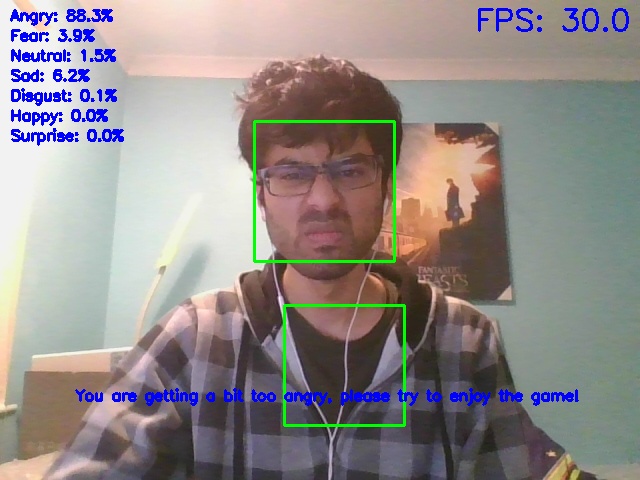 Angry: 88.3%
Fear: 3.9%
Neutral: 1.5%
Sad: 6.2%
Disgust: 0.1%
Happy: 0.0%
Surprise: 0.0%
FPS: 30.0
FANTASTIC
BEASTS
You are getting a bit too angry, please try to enjoy the game!